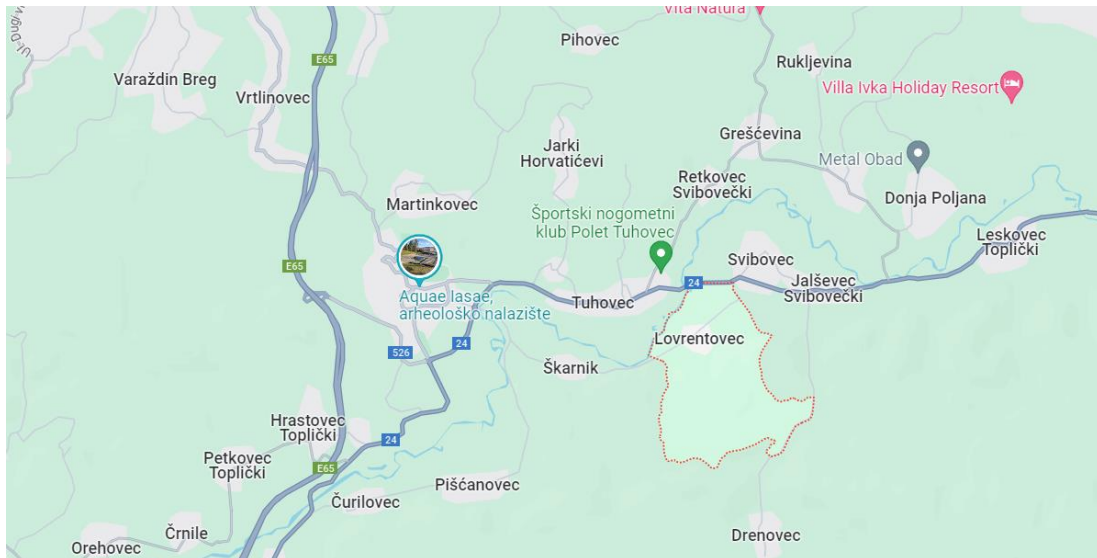 Vita Natura
Ul. Dugi v
E65
Pihovec
Rukljevina
Varaždin Breg
Vrtlinovec
Villa Ivka Holiday Resort
Grešćevina
Jarki
Horvatićevi
Metal Obad
Retkovec
Svibovečki
Donja Poljana
Martinkovec
Športski nogometni
klub Polet Tuhovec
Leskovec
Toplički
Svibovec
E65
24
Jalševec
Svibovečki
Aquae Iasae,
arheološko nalazište
Tuhovec
24
526
Lovrentovec
Škarnik
Hrastovec
Toplički
24
Petkovec
Toplički
E65
Pišćanovec
Čurilovec
Črnile
Drenovec
Orehovec